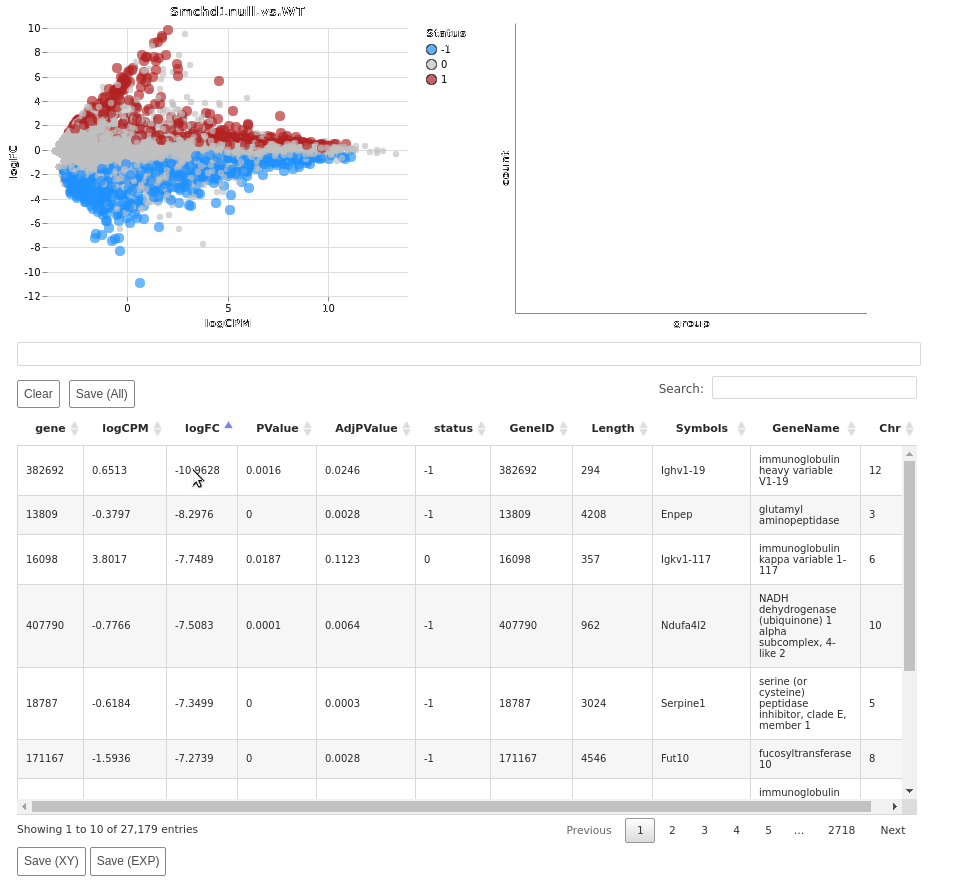 Smchd1.null-vs.WT
10
8
6
4
2
0
-2
-4
-6
-8
-10
-12
logFC
0
5
10
logCPM
Status
-1
0
1
count
group
Clear
Save (All)
Search:
gene logCPM logFC PValue AdjPValue status GeneID Length Symbols GeneName Chr
382692 0.6513 -10.9628 0.0016 0.0246 -1 382692 294 Ighv1-19 immunoglobulin heavy variable V1-19 12
13809 -0.3797 -8.2976 0 0.0028 -1 13809 4208 Enpep glutamyl aminopeptidase 3
16098 3.8017 -7.7489 0.0187 0.1123 0 16098 357 Igkv1-117 immunoglobulin kappa variable 1-117 6
407790 -0.7766 -7.5083 0.0001 0.0064 -1 407790 962 Ndufa4l2 NADH dehydrogenase (ubiquinone) 1 alpha subcomplex, 4-like 2 10
18787 -0.6184 -7.3499 0 0.0003 -1 18787 3024 Serpine1 serine (or cysteine) peptidase inhibitor, clade E, member 1 5
171167 -1.5936 -7.2739 0 0.0028 -1 171167 4546 Fut10 fucosyltransferase 10 8
immunoglobulin
Showing 1 to 10 of 27,179 entries
Previous 1 2 3 4 5 ... 2718 Next
Save (XY)
Save (EXP)